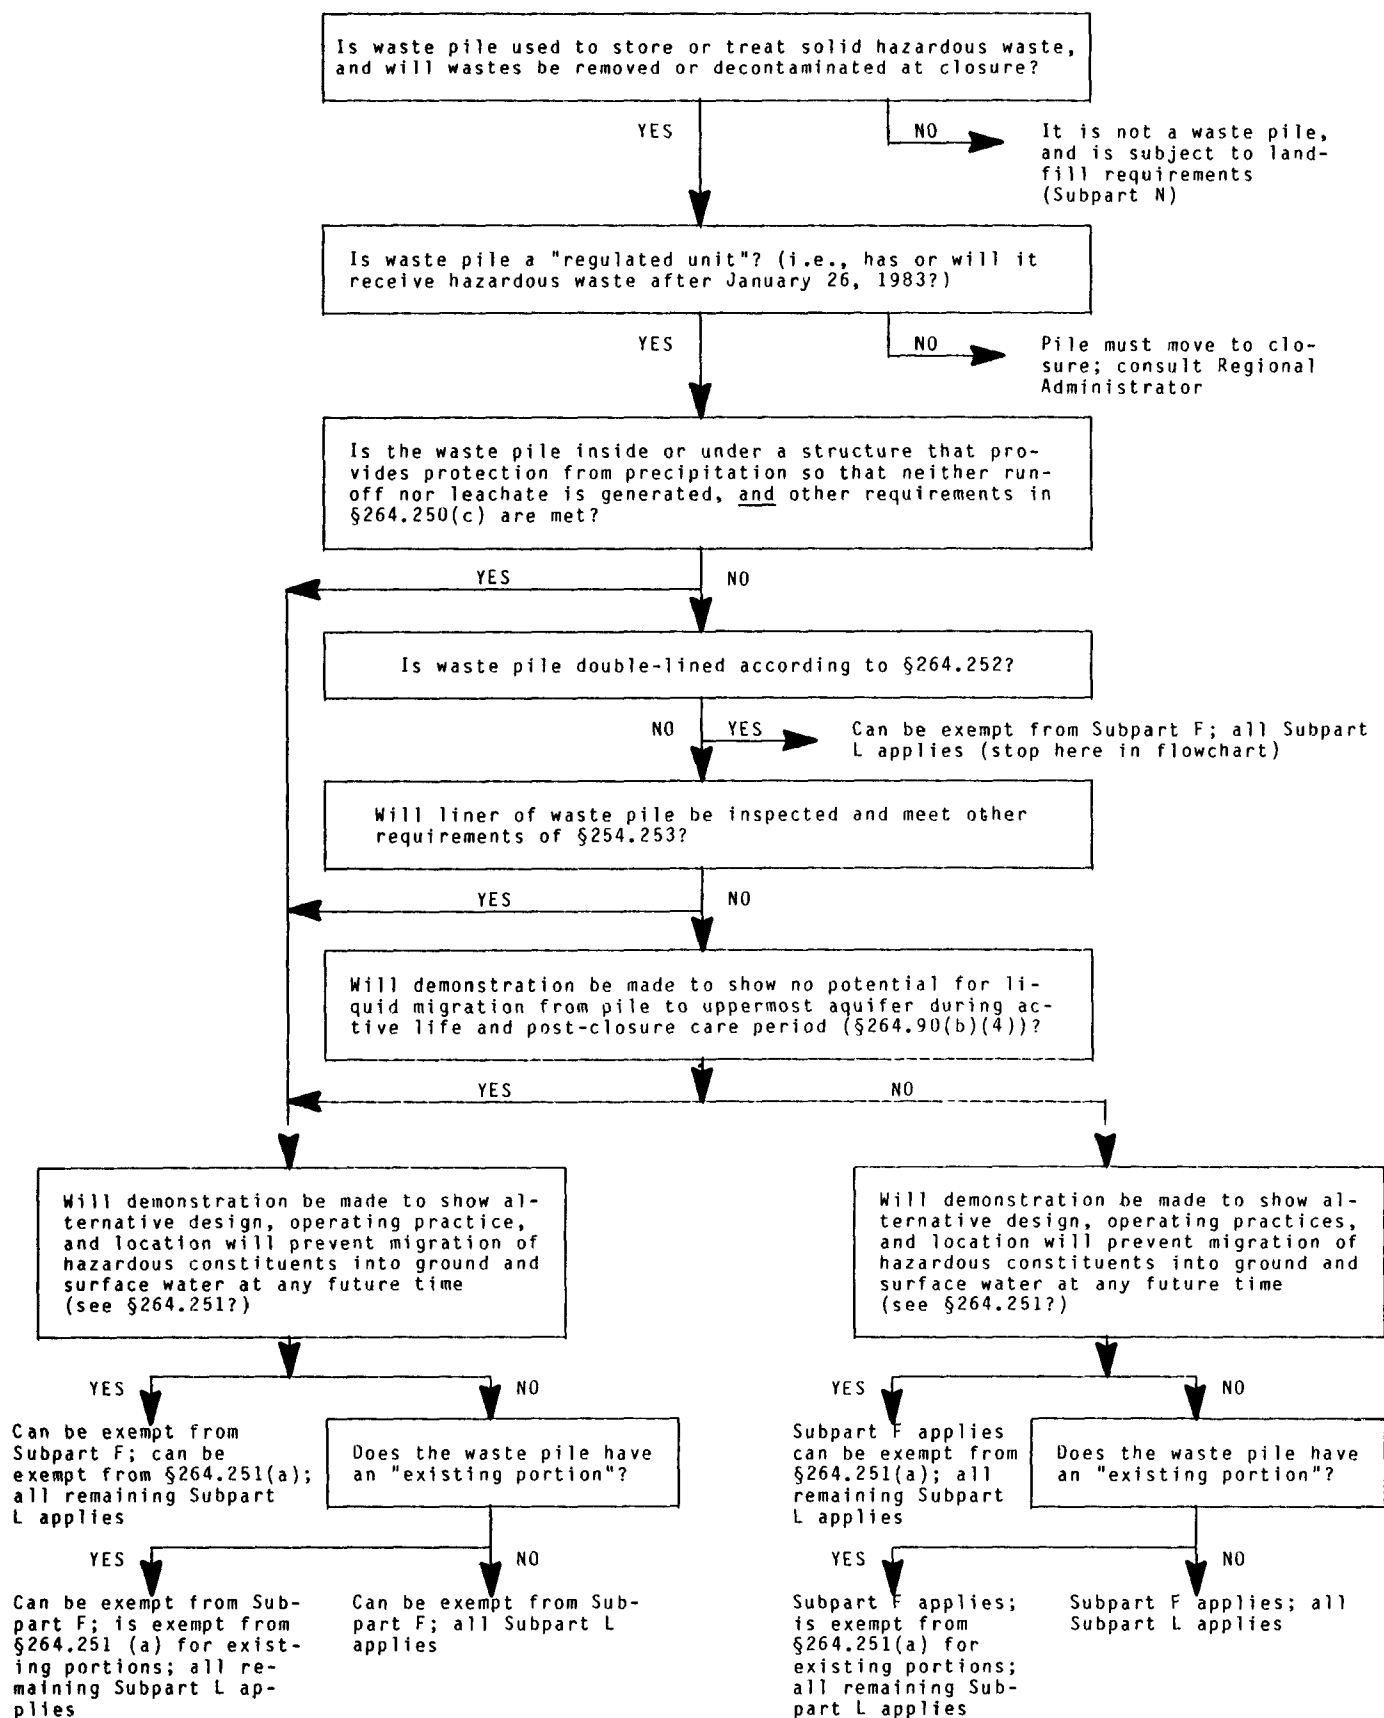 Is waste pile used to store or treat solid hazardous waste,
and will wastes be removed or decontaminated at closure?
YES
NO
It is not a waste pile,
and is subject to land-
fill requirements
(Subpart N)
Is waste pile a "regulated unit"? (i.e., has or will it
receive hazardous waste after January 26, 1983?)
YES
NO
Pile must move to clo-
sure; consult Regional
Administrator
Is the waste pile inside or under a structure that pro-
vides protection from precipitation so that neither run-
off nor leachate is generated, and other requirements in
§264.250(c) are met?
YES
NO
Is waste pile double-lined according to §264.252?
NO
YES
Can be exempt from Subpart F; all Subpart
L applies (stop here in flowchart)
Will liner of waste pile be inspected and meet other
requirements of §254.253?
YES
NO
Will demonstration be made to show no potential for li-
quid migration from pile to uppermost aquifer during ac-
tive life and post-closure care period (§264.90(b)(4))?
YES
NO
Will demonstration be made to show al-
ternative design, operating practice,
and location will prevent migration of
hazardous constituents into ground and
surface water at any future time
(see §264.251?)
YES
NO
Can be exempt from
Subpart F; can be
exempt from §264.251(a);
all remaining Subpart
L applies
Does the waste pile have
an "existing portion"?
YES
NO
Can be exempt from Sub-
part F; is exempt from
§264.251 (a) for exist-
ing portions; all re-
maining Subpart L ap-
plies
Can be exempt from Sub-
part F; all Subpart L
applies
Will demonstration be made to show al-
ternative design, operating practices,
and location will prevent migration of
hazardous constituents into ground and
surface water at any future time
(see §264.251?)
YES
NO
Subpart F applies
can be exempt from
§264.251(a); all
remaining Subpart
L applies
Does the waste pile have
an "existing portion"?
YES
NO
Subpart F applies;
is exempt from
§264.251(a) for
existing portions;
all remaining Sub-
part L applies
Subpart F applies; all
Subpart L applies